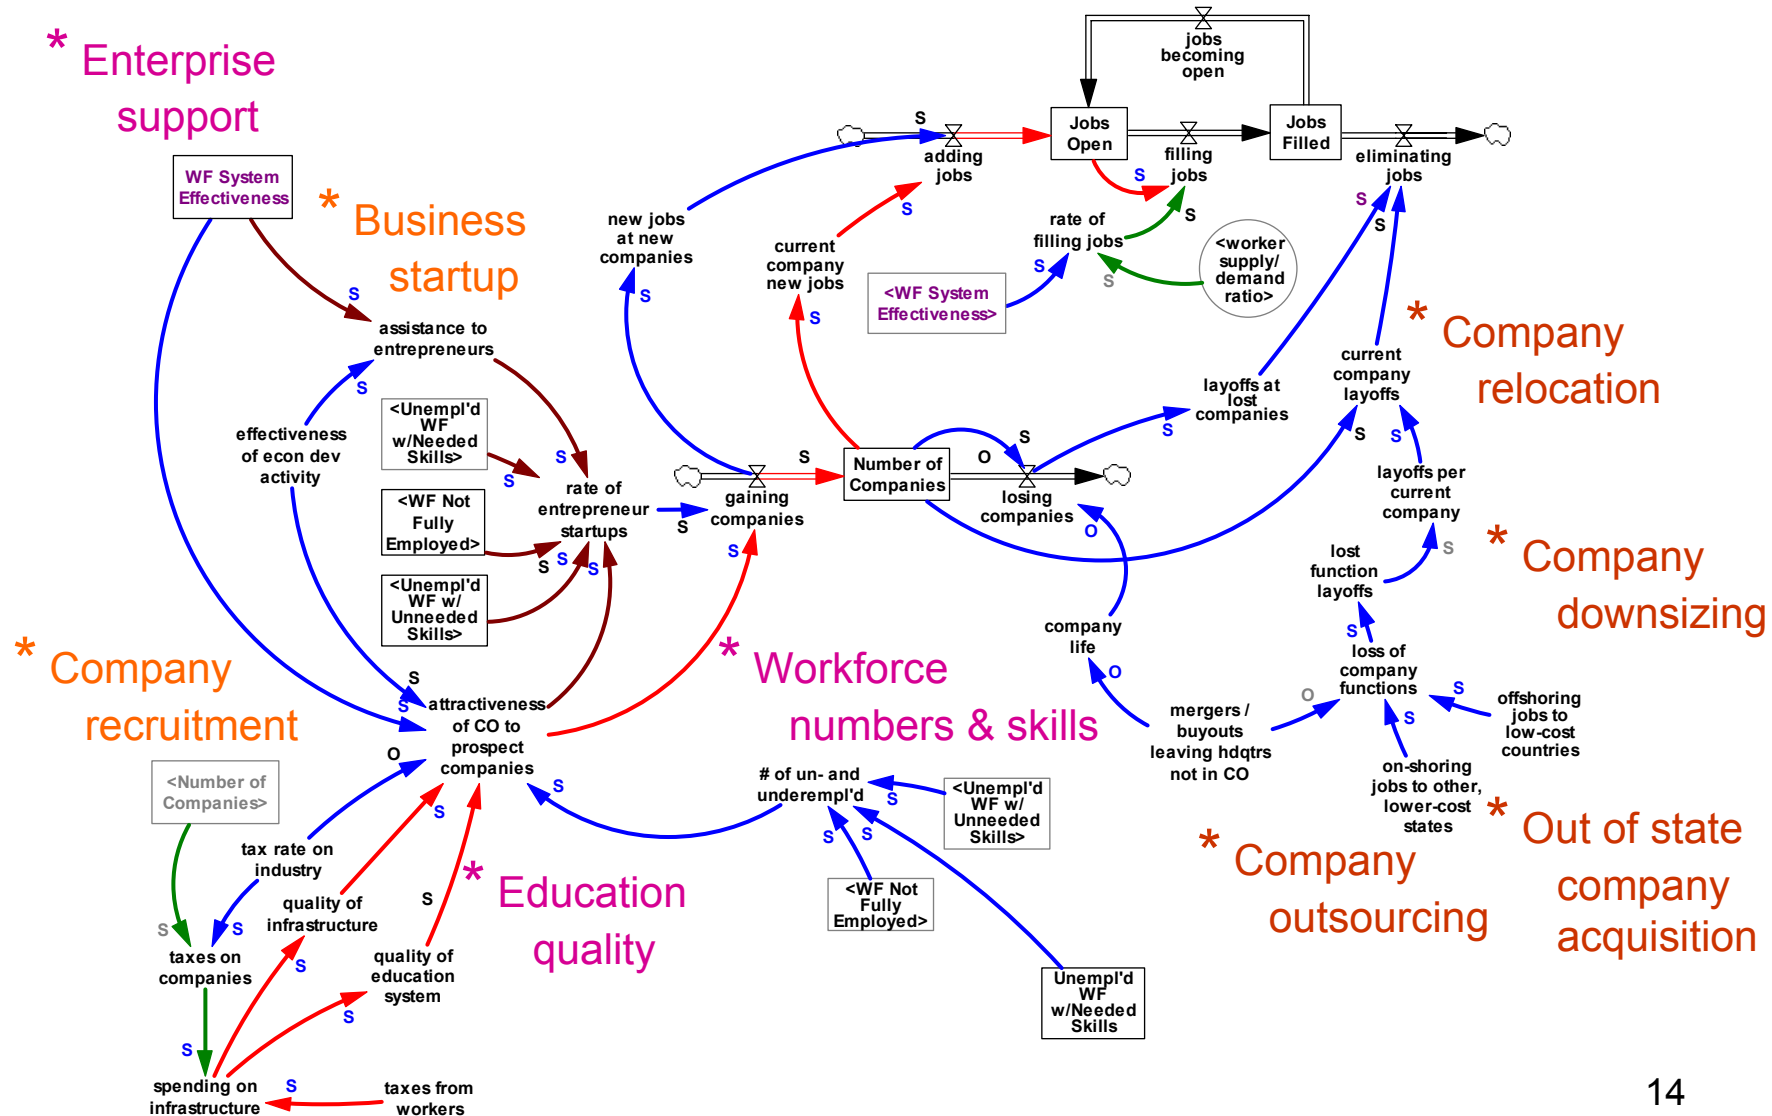 * Enterprise
support
WF System
Effectiveness
* Business
startup
S
assistance to
entrepreneurs
S
effectiveness
of econ dev
activity
<Unempl'd
WF
w/Needed
Skills>
S
S
<WF Not
Fully
Employed>
S
S
S
<Unempl'd
WF w/
Unneeded
Skills>
rate of
entrepreneur
startups
S
gaining
companies
S
S
Number of
Companies
S
O
losing
companies
O
new jobs
at new
companies
S
S
current
company
new jobs
S
S
adding
jobs
Jobs
Open
jobs
becoming
open
S
filling
jobs
S
Jobs
Filled
eliminating
jobs
S
S
rate of
filling jobs
S
S
<WF System
Effectiveness>
<worker
supply/
demand
ratio>
* Company
relocation
current
company
layoffs
S
S
layoffs at
lost
companies
S
layoffs per
current
company
S
* Company
downsizing
lost
function
layoffs
S
loss of
company
functions
O
S
S
offshoring
jobs to
low-cost
countries
on-shoring
jobs to other,
lower-cost
states
mergers /
buyouts
leaving hdqtrs
not in CO
O
company
life
* Company
outsourcing
* Out of state
company
acquisition
* Workforce
numbers & skills
* Company
recruitment
S
S
attractiveness
of CO to
prospect
companies
O
S
S
S
# of un- and
underempl'd
S
S
S
<Unempl'd
WF w/
Unneeded
Skills>
<WF Not
Fully
Employed>
Unempl'd
WF
w/Needed
Skills
<Number of
Companies>
tax rate on
industry
* Education
quality
quality of
infrastructure
S
S
S
taxes on
companies
quality of
education
system
S
S
spending on
infrastructure
S
taxes from
workers
14